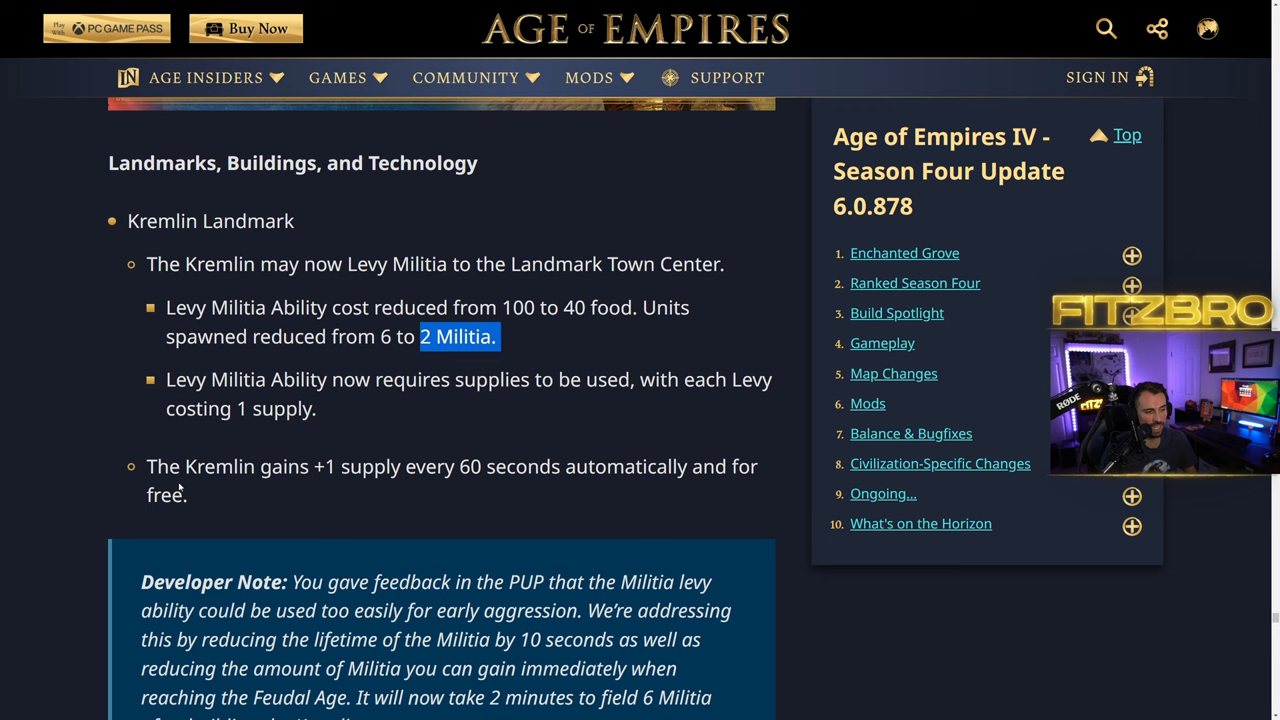 Play With
PC GAME PASS
Buy Now
AGE OF EMPIRES
AGE INSIDERS
GAMES
COMMUNITY
MODS
SUPPORT
SIGN IN
Landmarks, Buildings, and Technology
Kremlin Landmark
The Kremlin may now Levy Militia to the Landmark Town Center.
Levy Militia Ability cost reduced from 100 to 40 food. Units
spawned reduced from 6 to 2 Militia.
Levy Militia Ability now requires supplies to be used, with each Levy
costing 1 supply.
The Kremlin gains +1 supply every 60 seconds automatically and for
free.
Developer Note: You gave feedback in the PUP that the Militia levy
ability could be used too easily for early aggression. We’re addressing
this by reducing the lifetime of the Militia by 10 seconds as well as
reducing the amount of Militia you can gain immediately when
reaching the Feudal Age. It will now take 2 minutes to field 6 Militia
Age of Empires IV -
Season Four Update
6.0.878
Top
1. Enchanted Grove
2. Ranked Season Four
3. Build Spotlight
4. Gameplay
5. Map Changes
6. Mods
7. Balance & Bugfixes
8. Civilization-Specific Changes
9. Ongoing...
10. What's on the Horizon
FITZBRO
RØDE